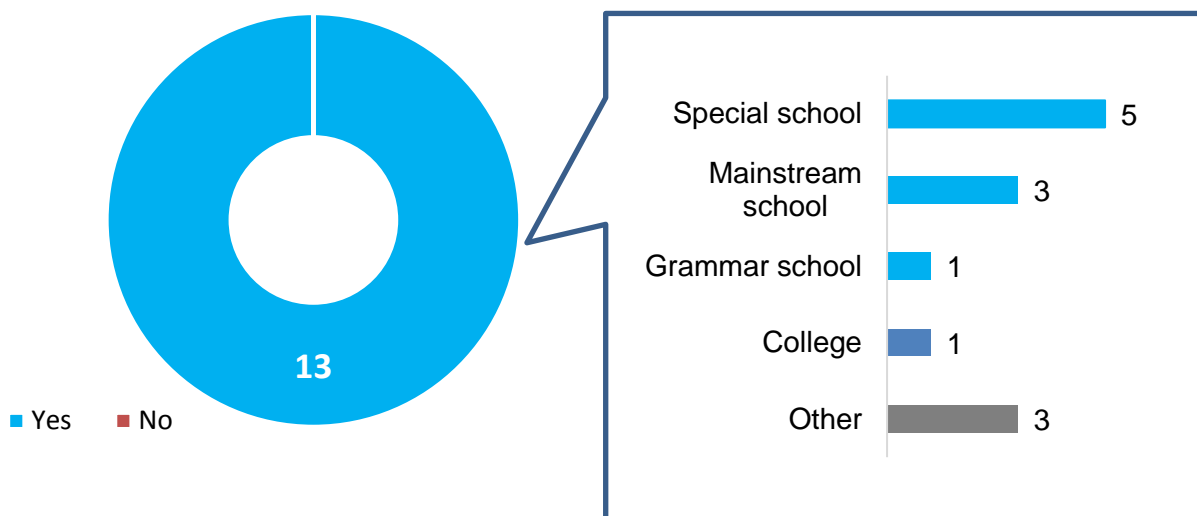 13
Yes
No
Special school
5
Mainstream
school
3
Grammar school
1
College
1
Other
3